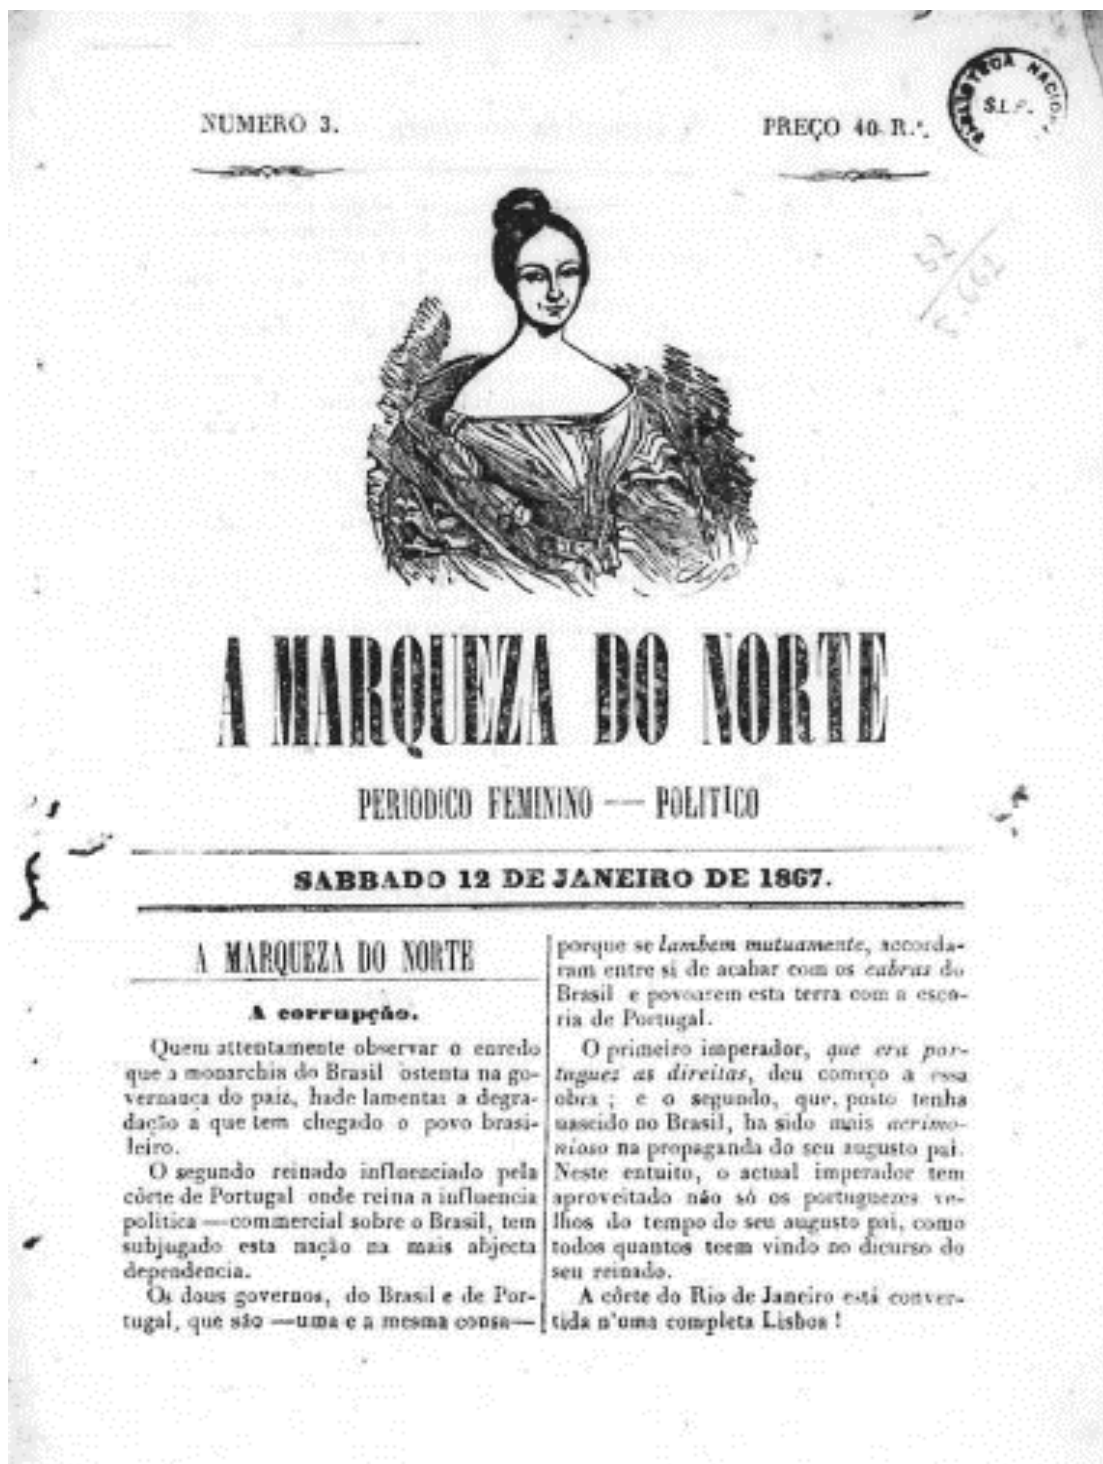 NUMERO 3.
PREÇO 40 R.ˢ.
BIBLIOTECA NACIONAL
S.L.R.
A MARQUEZA DO NORTE
PERIODICO FEMININO — POLITICO
SABBADO 12 DE JANEIRO DE 1867.
A MARQUEZA DO NORTE
A corrupção.
Quem attentamente observar o enredo
que a monarchia do Brasil ostenta na go-
vernança do paiz, hade lamentar a degra-
dação a que tem chegado o povo brasi-
leiro.
O segundo reinado influenciado pela
côrte de Portugal onde reina a influencia
politica —commercial sobre o Brasil, tem
subjugado esta nação na mais abjecta
dependencia.
Os dous governos, do Brasil e de Por-
tugal, que são —uma e a mesma cousa—
porque se lambem mutuamente, accorda-
ram entre si de acabar com os cabras do
Brasil e povoarem esta terra com a esco-
ria de Portugal.
O primeiro imperador, que era por-
tuguez as direitas, deu começo a essa
obra ; e o segundo, que, posto tenha
nascido no Brasil, ha sido mais acrimo-
nioso na propaganda do seu augusto pai.
Neste entuito, o actual imperador tem
aproveitado não só os portuguezes ve-
lhos do tempo do seu augusto pai, como
todos quantos teem vindo no dicurso do
seu reinado.
A côrte do Rio de Janeiro está conver-
tida n'uma completa Lisboa !